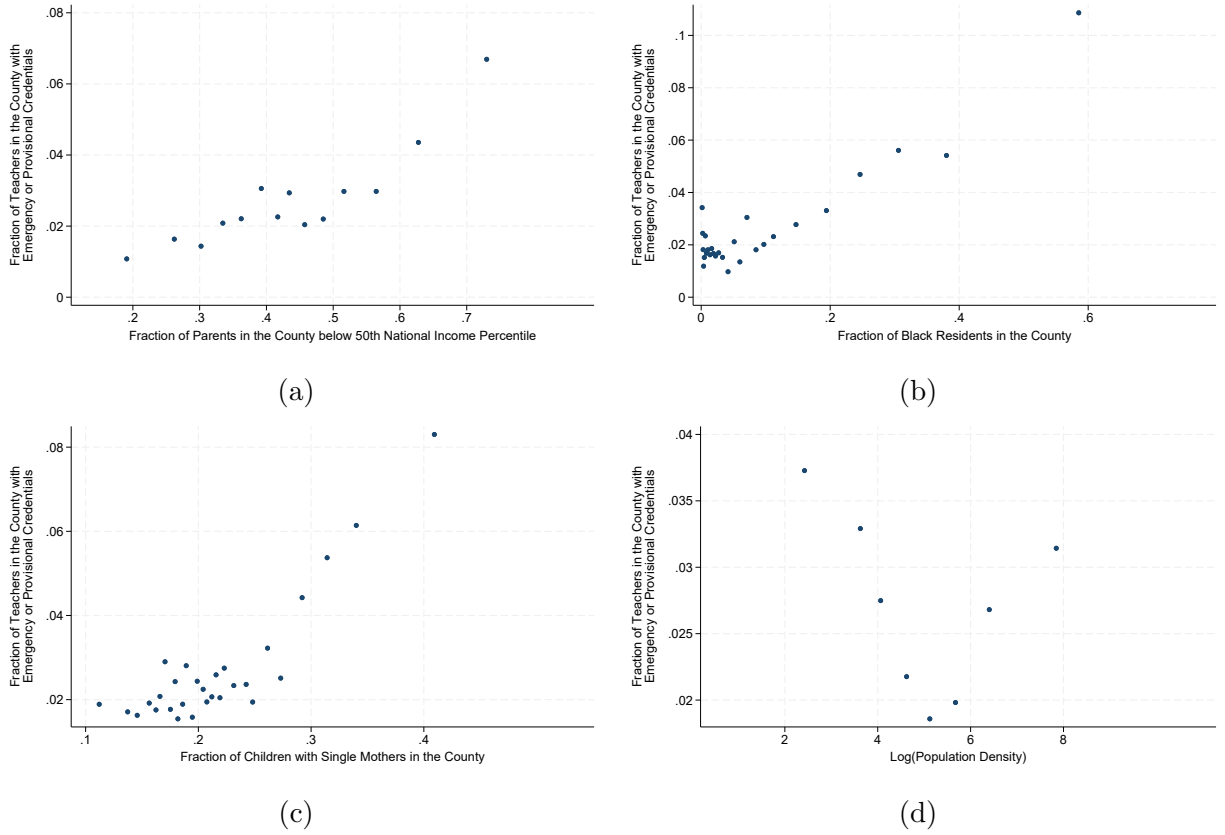 Fraction of Teachers in the County with
Emergency or Provisional Credentials
.08
.06
.04
.02
0
.2 .3 .4 .5 .6 .7
Fraction of Parents in the County below 50th National Income Percentile
(a)
Fraction of Teachers in the County with
Emergency or Provisional Credentials
.1
.08
.06
.04
.02
0
0 .2 .4 .6
Fraction of Black Residents in the County
(b)
Fraction of Teachers in the County with
Emergency or Provisional Credentials
.08
.06
.04
.02
.1 .2 .3 .4
Fraction of Children with Single Mothers in the County
(c)
Fraction of Teachers in the County with
Emergency or Provisional Credentials
.04
.035
.03
.025
.02
2 4 6 8
Log(Population Density)
(d)